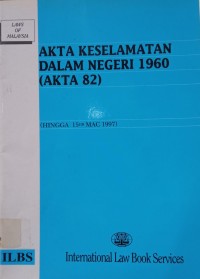 LAWS
OF
MALAYSIA
AKTA KESELAMATAN
DALAM NEGERI 1960
(AKTA 82)
(HINGGA 15HB MAC 1997)
ILBS
International Law Book Services